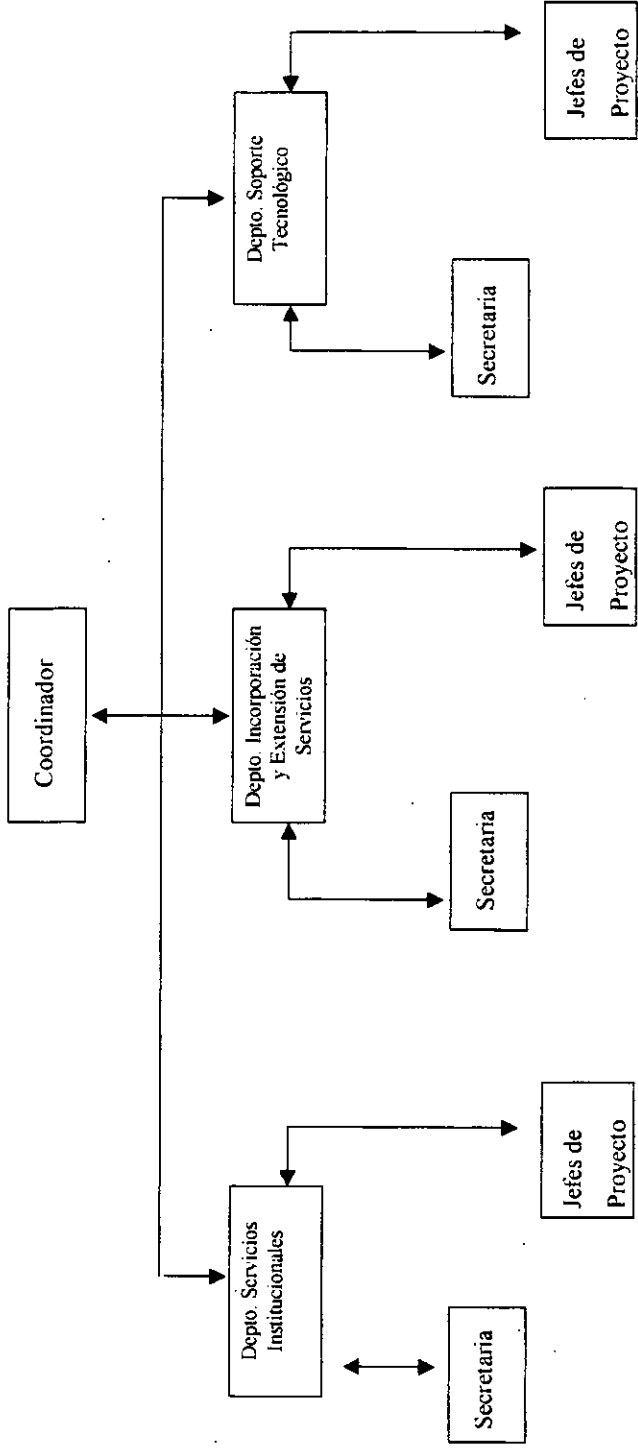 Coordinador
Depto. Servicios
Institucionales
Depto. Incorporación
y Extensión de
Servicios
Depto. Soporte
Tecnológico
Secretaria
Secretaria
Secretaria
Jefes de
Proyecto
Jefes de
Proyecto
Jefes de
Proyecto